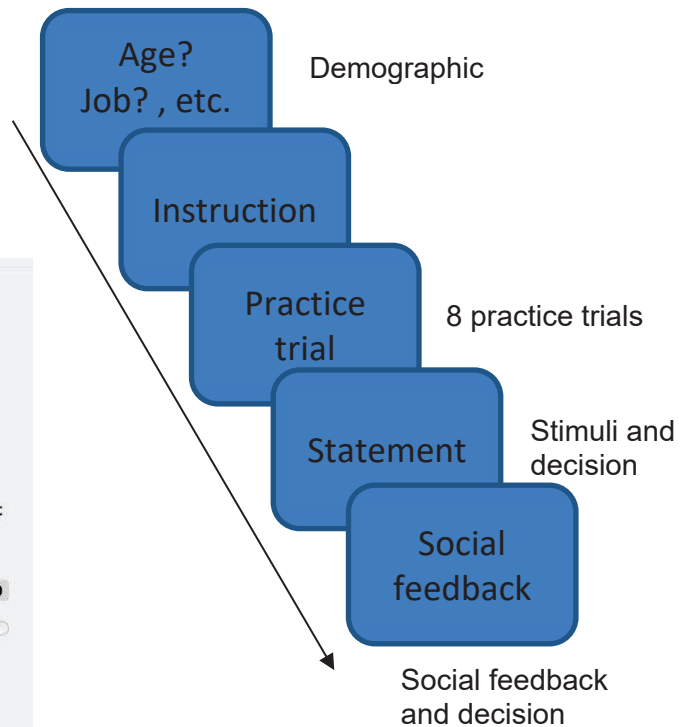 Age?
Job? , etc.
Demographic
Instruction
Practice
trial
8 practice trials
Statement
Stimuli and
decision
Social
feedback
Social feedback
and decision